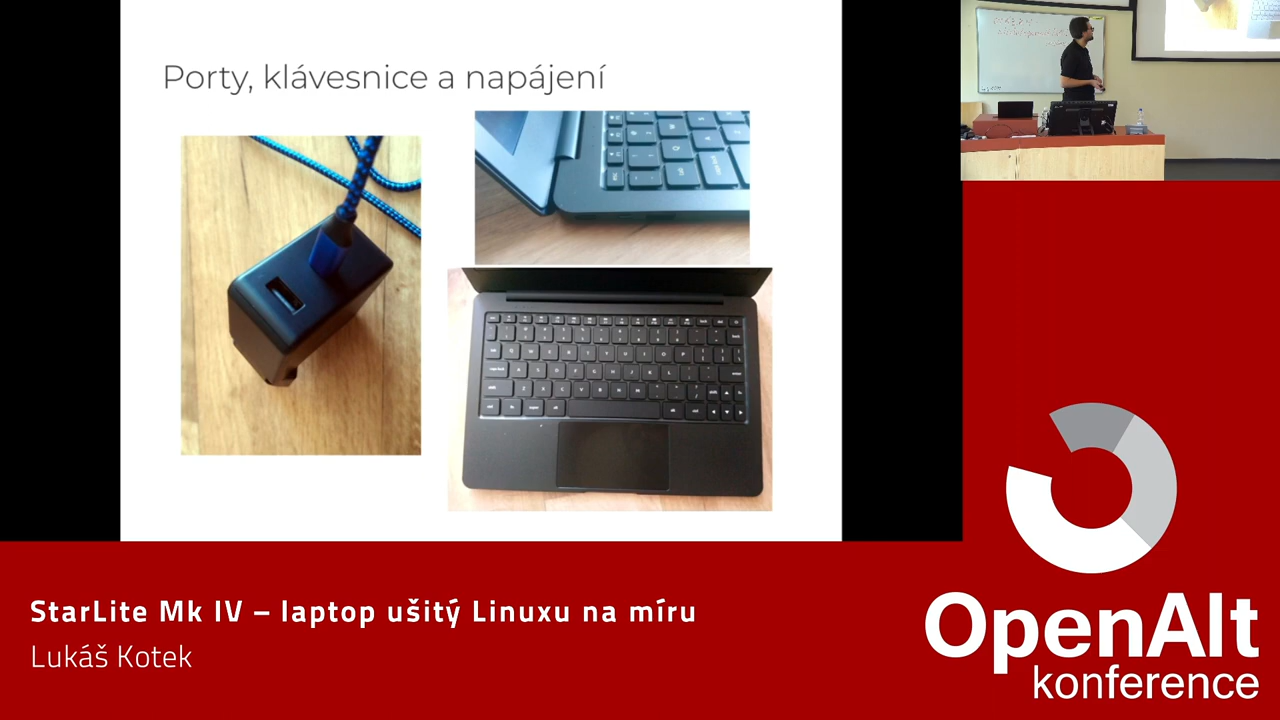 Porty, klávesnice a napájení
StarLite Mk IV – laptop ušitý Linuxu na míru
Lukáš Kotek
OpenAlt
konference